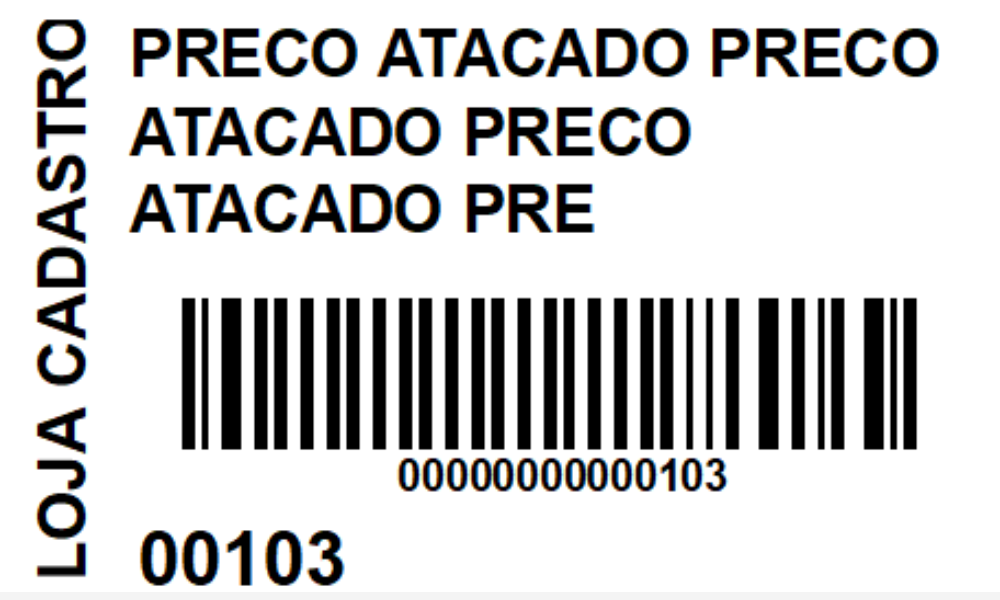 LOJA CADASTRO
PRECO ATACADO PRECO
ATACADO PRECO
ATACADO PRE
00000000000103
00103